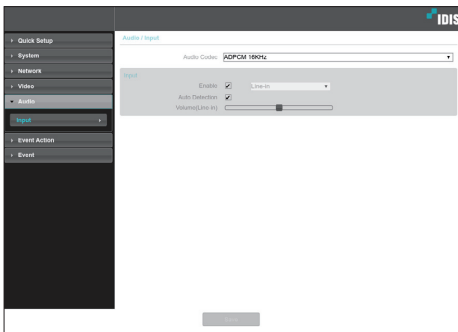 IDIS
Quick Setup
System
Network
Video
Audio
Input
Event Action
Event
Audio / Input
Audio Codec ADPCM 16KHz
Input
Enable Line-In
Auto Detection
Volume(Line In)